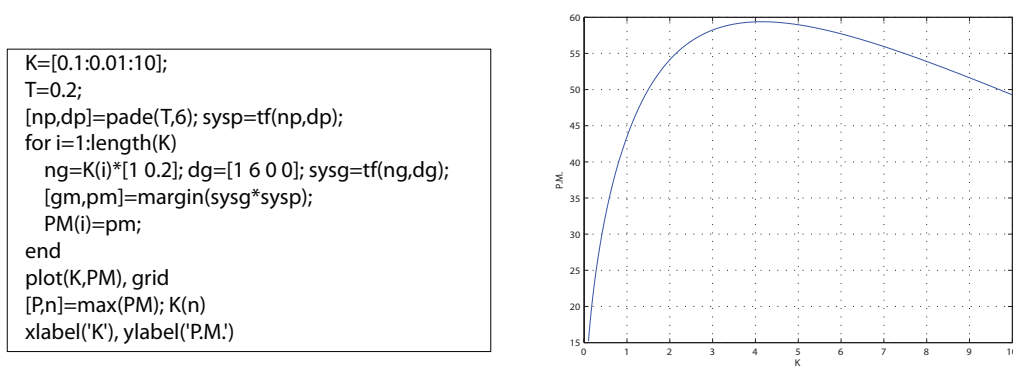 K=[0.1:0.01:10];
T=0.2;
[np,dp]=pade(T,6); sysp=tf(np,dp);
for i=1:length(K)
ng=K(i)*[1 0.2]; dg=[1 6 0 0]; sysg=tf(ng,dg);
[gm,pm]=margin(sysg*sysp);
PM(i)=pm;
end
plot(K,PM), grid
[P,n]=max(PM); K(n)
xlabel('K'), ylabel('P.M.')
60
55
50
45
40
35
30
25
20
15
P.M.
0 1 2 3 4 5 6 7 8 9 10
K